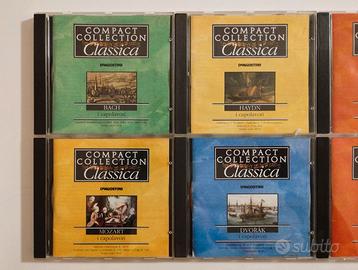 COMPACT
COLLECTION
Classica
DeAGOSTINI
BACH
i capolavori
COMPACT
COLLECTION
Classica
DeAGOSTINI
HAYDN
i capolavori
COMPACT
COLLECTION
Classica
DeAGOSTINI
MOZART
i capolavori
COMPACT
COLLECTION
Classica
DeAGOSTINI
DVOŘÁK
i capolavori
subito